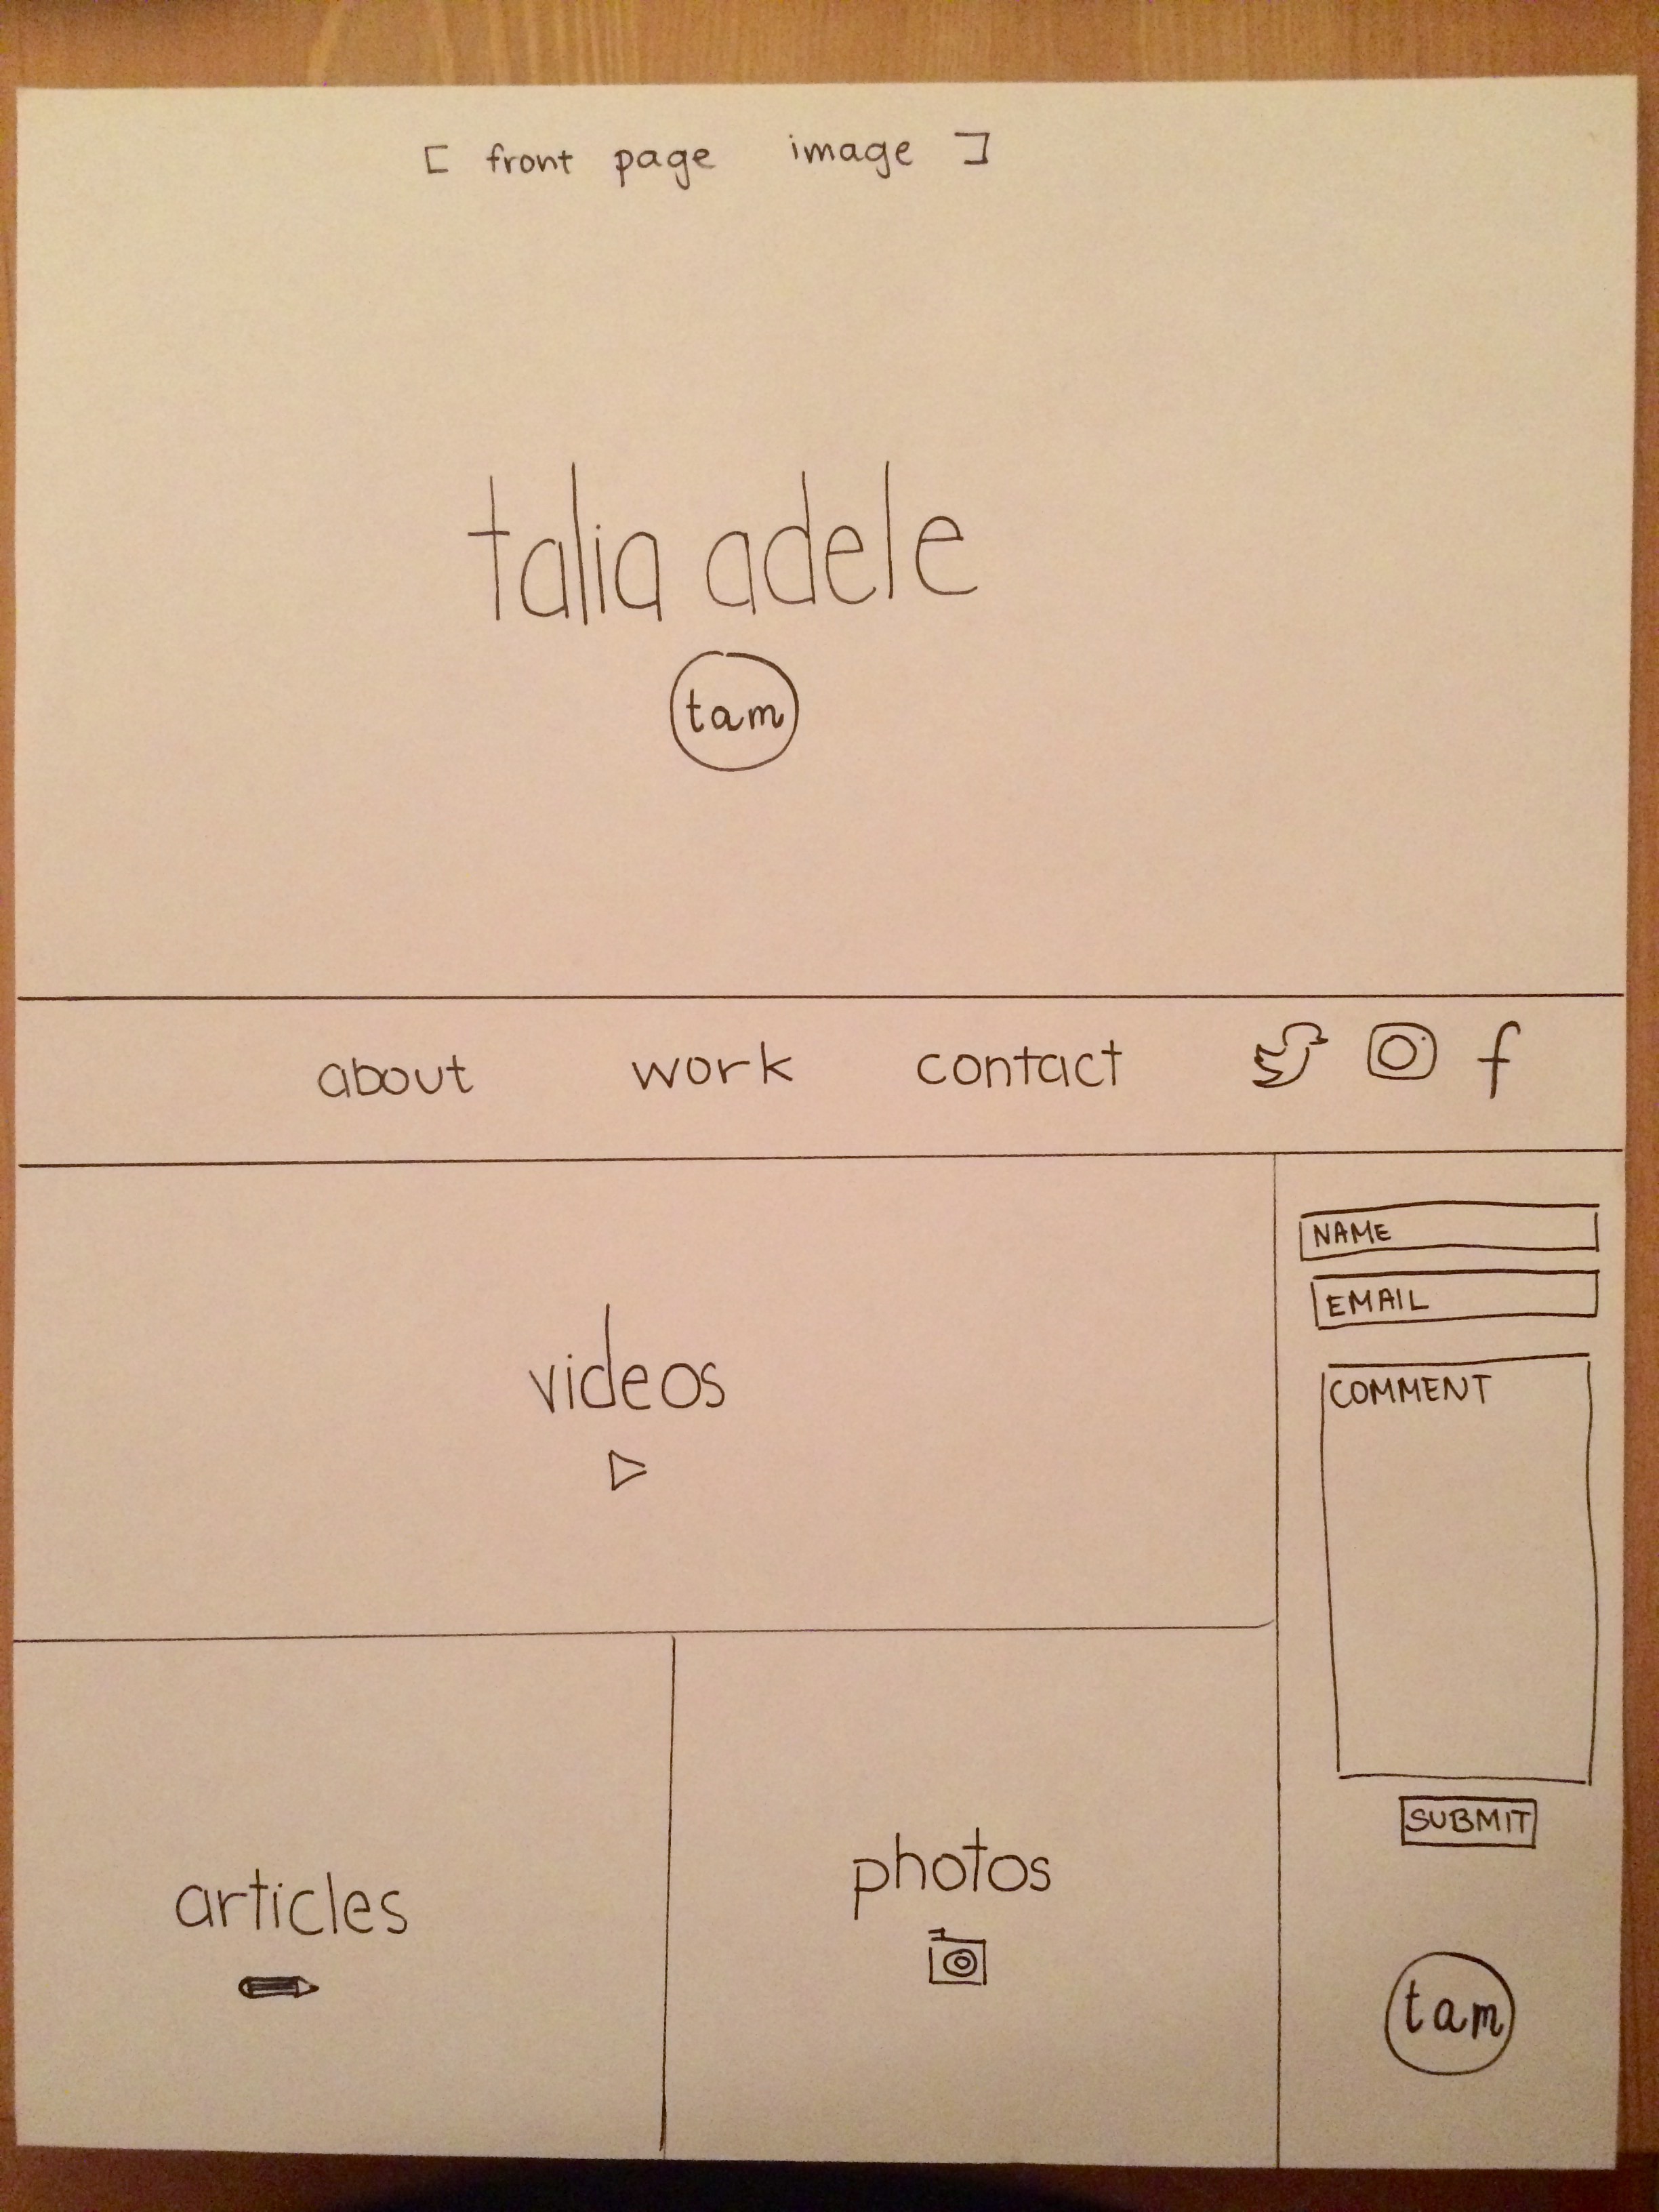 [ front page image ]
talia adele
tam
about work contact f
videos
NAME
EMAIL
COMMENT
SUBMIT
articles
photos
tam